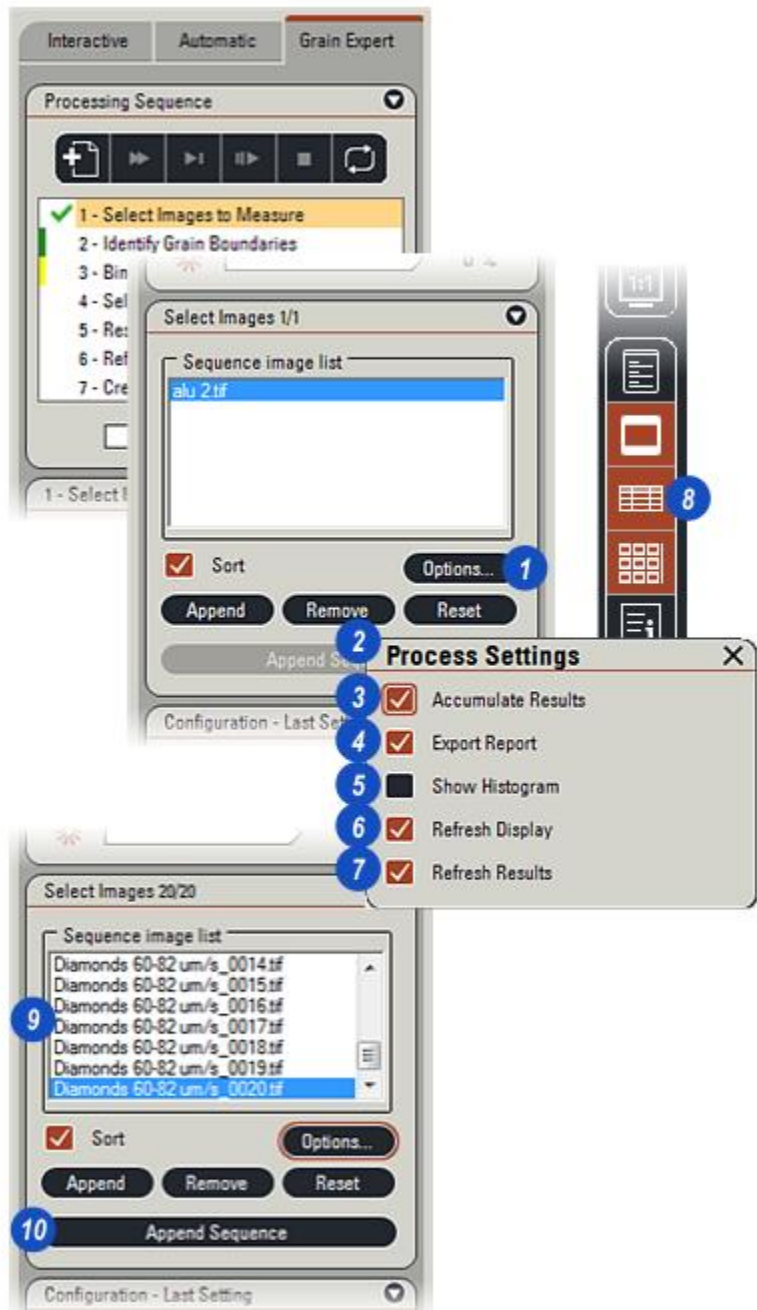 Interactive Automatic Grain Expert
Processing Sequence
1 - Select Images to Measure
2 - Identify Grain Boundaries
3 - Bin
4 - Sel
5 - Res
6 - Ref
7 - Cre
1 - Select I
0 %
Select Images 1/1
Sequence image list
alu 2.tif
Sort Options... 1
Append Remove Reset
Append Seq
Configuration - Last Set
1:1
8
2 Process Settings
3 Accumulate Results
4 Export Report
5 Show Histogram
6 Refresh Display
7 Refresh Results
Select Images 20/20
Sequence image list
Diamonds 60-82 um/s_0014.tif
Diamonds 60-82 um/s_0015.tif
Diamonds 60-82 um/s_0016.tif
9 Diamonds 60-82 um/s_0017.tif
Diamonds 60-82 um/s_0018.tif
Diamonds 60-82 um/s_0019.tif
Diamonds 60-82 um/s_0020.tif
Sort Options...
Append Remove Reset
10 Append Sequence
Configuration - Last Setting